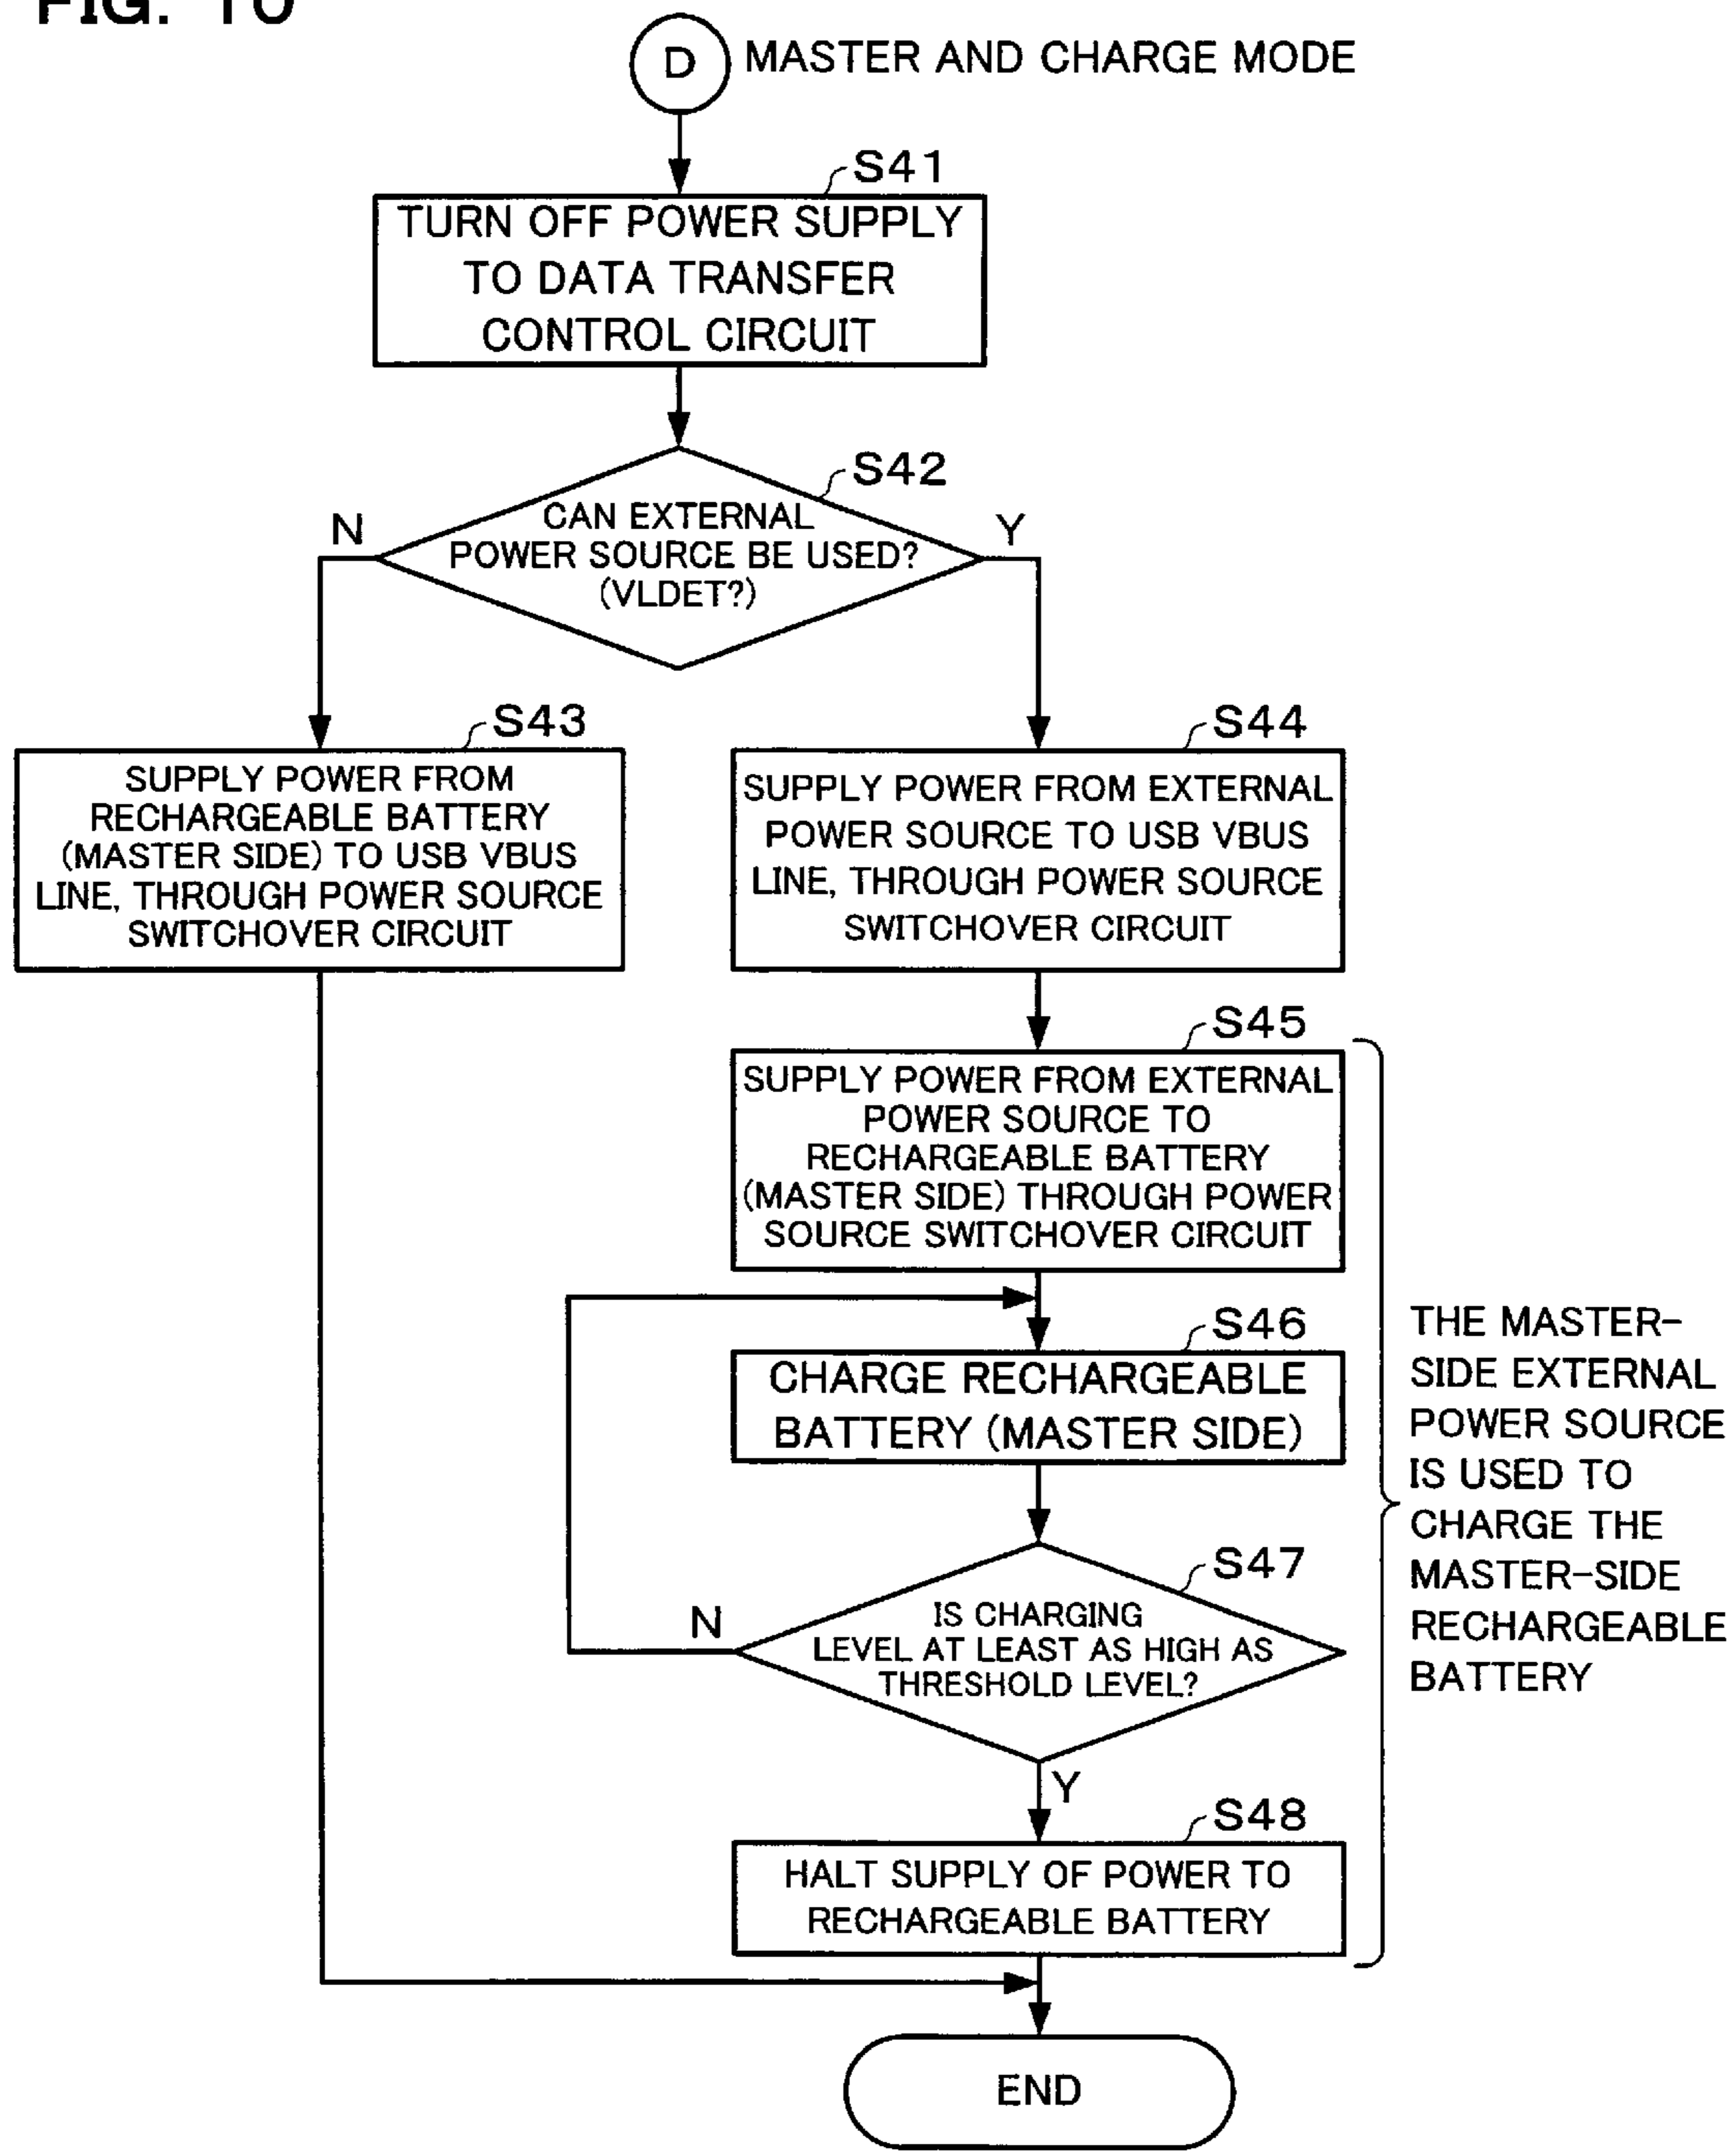 FIG. 10
D
MASTER AND CHARGE MODE
S41
TURN OFF POWER SUPPLY
TO DATA TRANSFER
CONTROL CIRCUIT
S42
CAN EXTERNAL
POWER SOURCE BE USED?
(VLDET?)
N
Y
S43
SUPPLY POWER FROM
RECHARGEABLE BATTERY
(MASTER SIDE) TO USB VBUS
LINE, THROUGH POWER SOURCE
SWITCHOVER CIRCUIT
S44
SUPPLY POWER FROM EXTERNAL
POWER SOURCE TO USB VBUS
LINE, THROUGH POWER SOURCE
SWITCHOVER CIRCUIT
S45
SUPPLY POWER FROM EXTERNAL
POWER SOURCE TO
RECHARGEABLE BATTERY
(MASTER SIDE) THROUGH POWER
SOURCE SWITCHOVER CIRCUIT
S46
CHARGE RECHARGEABLE
BATTERY (MASTER SIDE)
S47
IS CHARGING
LEVEL AT LEAST AS HIGH AS
THRESHOLD LEVEL?
N
Y
S48
HALT SUPPLY OF POWER TO
RECHARGEABLE BATTERY
THE MASTER-
SIDE EXTERNAL
POWER SOURCE
IS USED TO
CHARGE THE
MASTER-SIDE
RECHARGEABLE
BATTERY
END